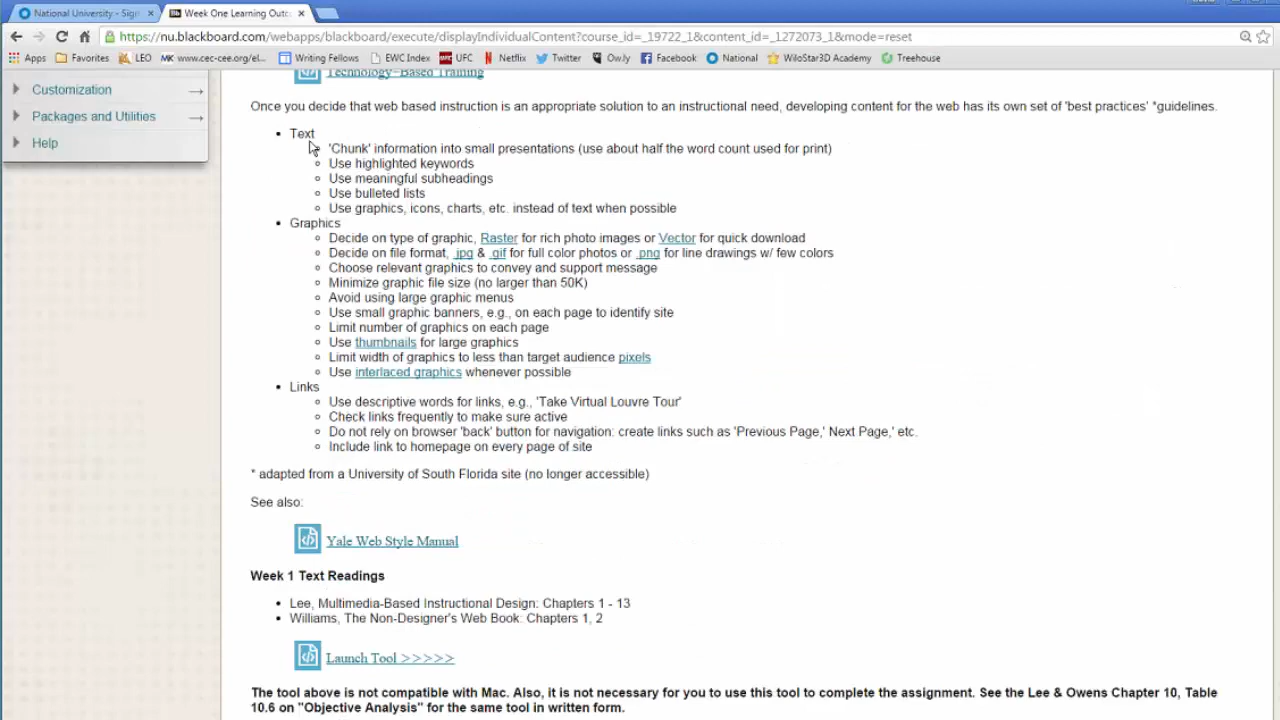 National University - Sign
Week One Learning Outc
https://nu.blackboard.com/webapps/blackboard/execute/displayIndividualContent?course_id=_19722_1&content_id=_1272073_1&mode=reset
Apps Favorites LEO www.cec-cee.org/el... Writing Fellows EWC Index UFC Netflix Twitter Ow.ly Facebook National WiloStar3D Academy Treehouse
Customization
Packages and Utilities
Help
Technology-Based Training
Once you decide that web based instruction is an appropriate solution to an instructional need, developing content for the web has its own set of 'best practices' *guidelines.
Text
'Chunk' information into small presentations (use about half the word count used for print)
Use highlighted keywords
Use meaningful subheadings
Use bulleted lists
Use graphics, icons, charts, etc. instead of text when possible
Graphics
Decide on type of graphic, Raster for rich photo images or Vector for quick download
Decide on file format, .jpg & .gif for full color photos or .png for line drawings w/ few colors
Choose relevant graphics to convey and support message
Minimize graphic file size (no larger than 50K)
Avoid using large graphic menus
Use small graphic banners, e.g., on each page to identify site
Limit number of graphics on each page
Use thumbnails for large graphics
Limit width of graphics to less than target audience pixels
Use interlaced graphics whenever possible
Links
Use descriptive words for links, e.g., 'Take Virtual Louvre Tour'
Check links frequently to make sure active
Do not rely on browser 'back' button for navigation: create links such as 'Previous Page,' Next Page,' etc.
Include link to homepage on every page of site
* adapted from a University of South Florida site (no longer accessible)
See also:
Yale Web Style Manual
Week 1 Text Readings
Lee, Multimedia-Based Instructional Design: Chapters 1 - 13
Williams, The Non-Designer's Web Book: Chapters 1, 2
Launch Tool >>>>>
The tool above is not compatible with Mac. Also, it is not necessary for you to use this tool to complete the assignment. See the Lee & Owens Chapter 10, Table
10.6 on "Objective Analysis" for the same tool in written form.